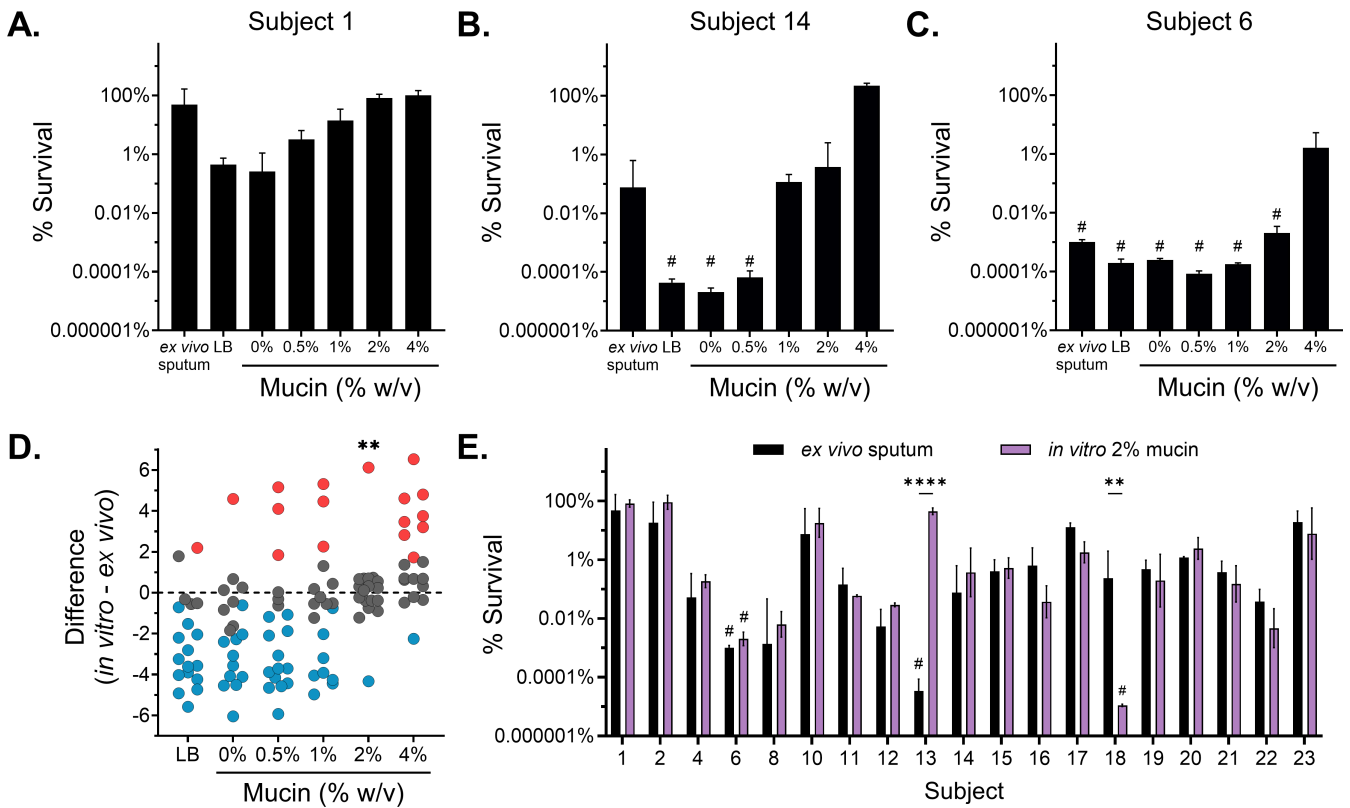 A.
Subject 1
% Survival
100%
1%
0.01%
0.0001%
0.000001%
ex vivo sputum
LB
0%
0.5%
1%
2%
4%
Mucin (% w/v)
B.
Subject 14
% Survival
100%
1%
0.01%
0.0001%
0.000001%
#
#
#
ex vivo sputum
LB
0%
0.5%
1%
2%
4%
Mucin (% w/v)
C.
Subject 6
% Survival
100%
1%
0.01%
0.0001%
0.000001%
#
#
#
#
#
#
ex vivo sputum
LB
0%
0.5%
1%
2%
4%
Mucin (% w/v)
D.
Difference
(in vitro - ex vivo)
6
4
2
0
-2
-4
-6
**
LB
0%
0.5%
1%
2%
4%
Mucin (% w/v)
E.
ex vivo sputum
in vitro 2% mucin
% Survival
100%
1%
0.01%
0.0001%
0.000001%
#
#
#
****
**
#
1 2 4 6 8 10 11 12 13 14 15 16 17 18 19 20 21 22 23
Subject